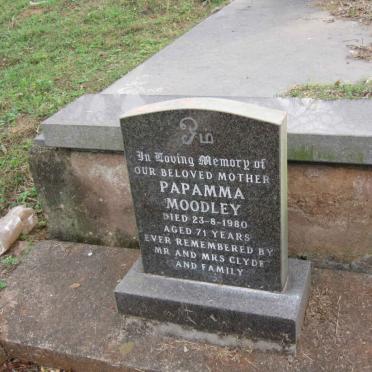 In Loving Memory of
OUR BELOVED MOTHER
PAPAMMA
MOODLEY
DIED 23-8-1980
AGED 71 YEARS
EVER REMEMBERED BY
MR AND MRS CLYDE
AND FAMILY